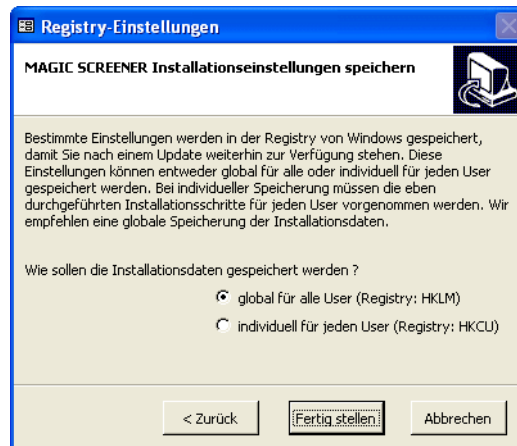 Registry-Einstellungen
MAGIC SCREENER Installationseinstellungen speichern
Bestimmte Einstellungen werden in der Registry von Windows gespeichert,
damit Sie nach einem Update weiterhin zur Verfügung stehen. Diese
Einstellungen können entweder global für alle oder individuell für jeden User
gespeichert werden. Bei individueller Speicherung müssen die eben
durchgeführten Installationsschritte für jeden User vorgenommen werden. Wir
empfehlen eine globale Speicherung der Installationsdaten.
Wie sollen die Installationsdaten gespeichert werden ?
global für alle User (Registry: HKLM)
individuell für jeden User (Registry: HKCU)
< Zurück
Fertig stellen
Abbrechen